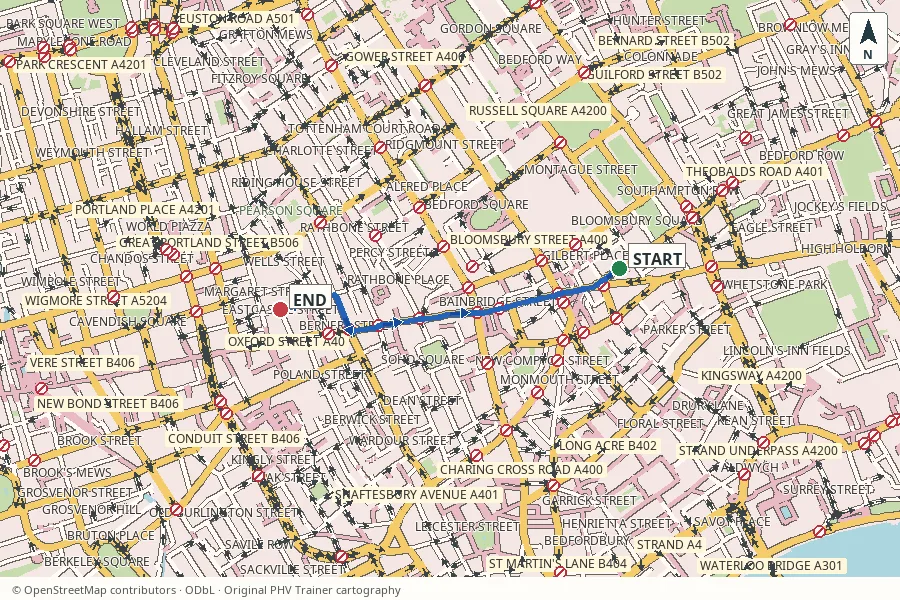 PARK SQUARE WEST
EUSTON ROAD A501
GRAFTON MEWS
GORDON SQUARE
HUNTER STREET
MARYLEBONE ROAD
BERNARD STREET B502
GRAY'S INN
N
PARK CRESCENT A4201
CLEVELAND STREET
GOWER STREET A400
BEDFORD WAY
COLONNADE
FITZROY SQUARE
GUILFORD STREET B502
JOHN'S MEWS
DEVONSHIRE STREET
RUSSELL SQUARE A4200
GREAT JAMES STREET
HALLAM STREET
TOTTENHAM COURT ROAD
RIDGMOUNT STREET
WEYMOUTH STREET
CHARLOTTE STREET
BEDFORD ROW
MONTAGUE STREET
THEOBALDS ROAD A401
RIDING HOUSE STREET
ALFRED PLACE
SOUTHAMPTON ROW
PORTLAND PLACE A4201
PEARSON SQUARE
BEDFORD SQUARE
JOCKEY'S FIELDS
WORLD PIAZZA
RATHBONE STREET
BLOOMSBURY SQUARE
EAGLE STREET
GREAT PORTLAND STREET B506
BLOOMSBURY STREET A400
HIGH HOLBORN
CHANDOS STREET
WELLS STREET
PERCY STREET
GILBERT PLACE
START
WIMPOLE STREET
RATHBONE PLACE
WHETSTONE PARK
WIGMORE STREET A5204
MARGARET STREET
END
BAINBRIDGE STREET
CAVENDISH SQUARE
EASTCASTLE STREET
BERNERS STREET
PARKER STREET
OXFORD STREET A40
VERE STREET B406
SOHO SQUARE
NEW COMPTON STREET
LINCOLN'S INN FIELDS
POLAND STREET
MONMOUTH STREET
KINGSWAY A4200
NEW BOND STREET B406
DEAN STREET
DRURY LANE
BERWICK STREET
FLORAL STREET
KEAN STREET
BROOK STREET
CONDUIT STREET B406
WARDOUR STREET
LONG ACRE B402
STRAND UNDERPASS A4200
BROOK'S MEWS
KINGLY STREET
CHARING CROSS ROAD A400
ALDWYCH
GROSVENOR STREET
SHAFTESBURY AVENUE A401
GARRICK STREET
SURREY STREET
GROSVENOR HILL
OLD BURLINGTON STREET
LEICESTER STREET
HENRIETTA STREET
SAVOY PLACE
BRUTON PLACE
SAVILE ROW
BEDFORDBURY
STRAND A4
BERKELEY SQUARE
SACKVILLE STREET
ST MARTIN'S LANE B404
WATERLOO BRIDGE A301
© OpenStreetMap contributors · ODbL · Original PHV Trainer cartography